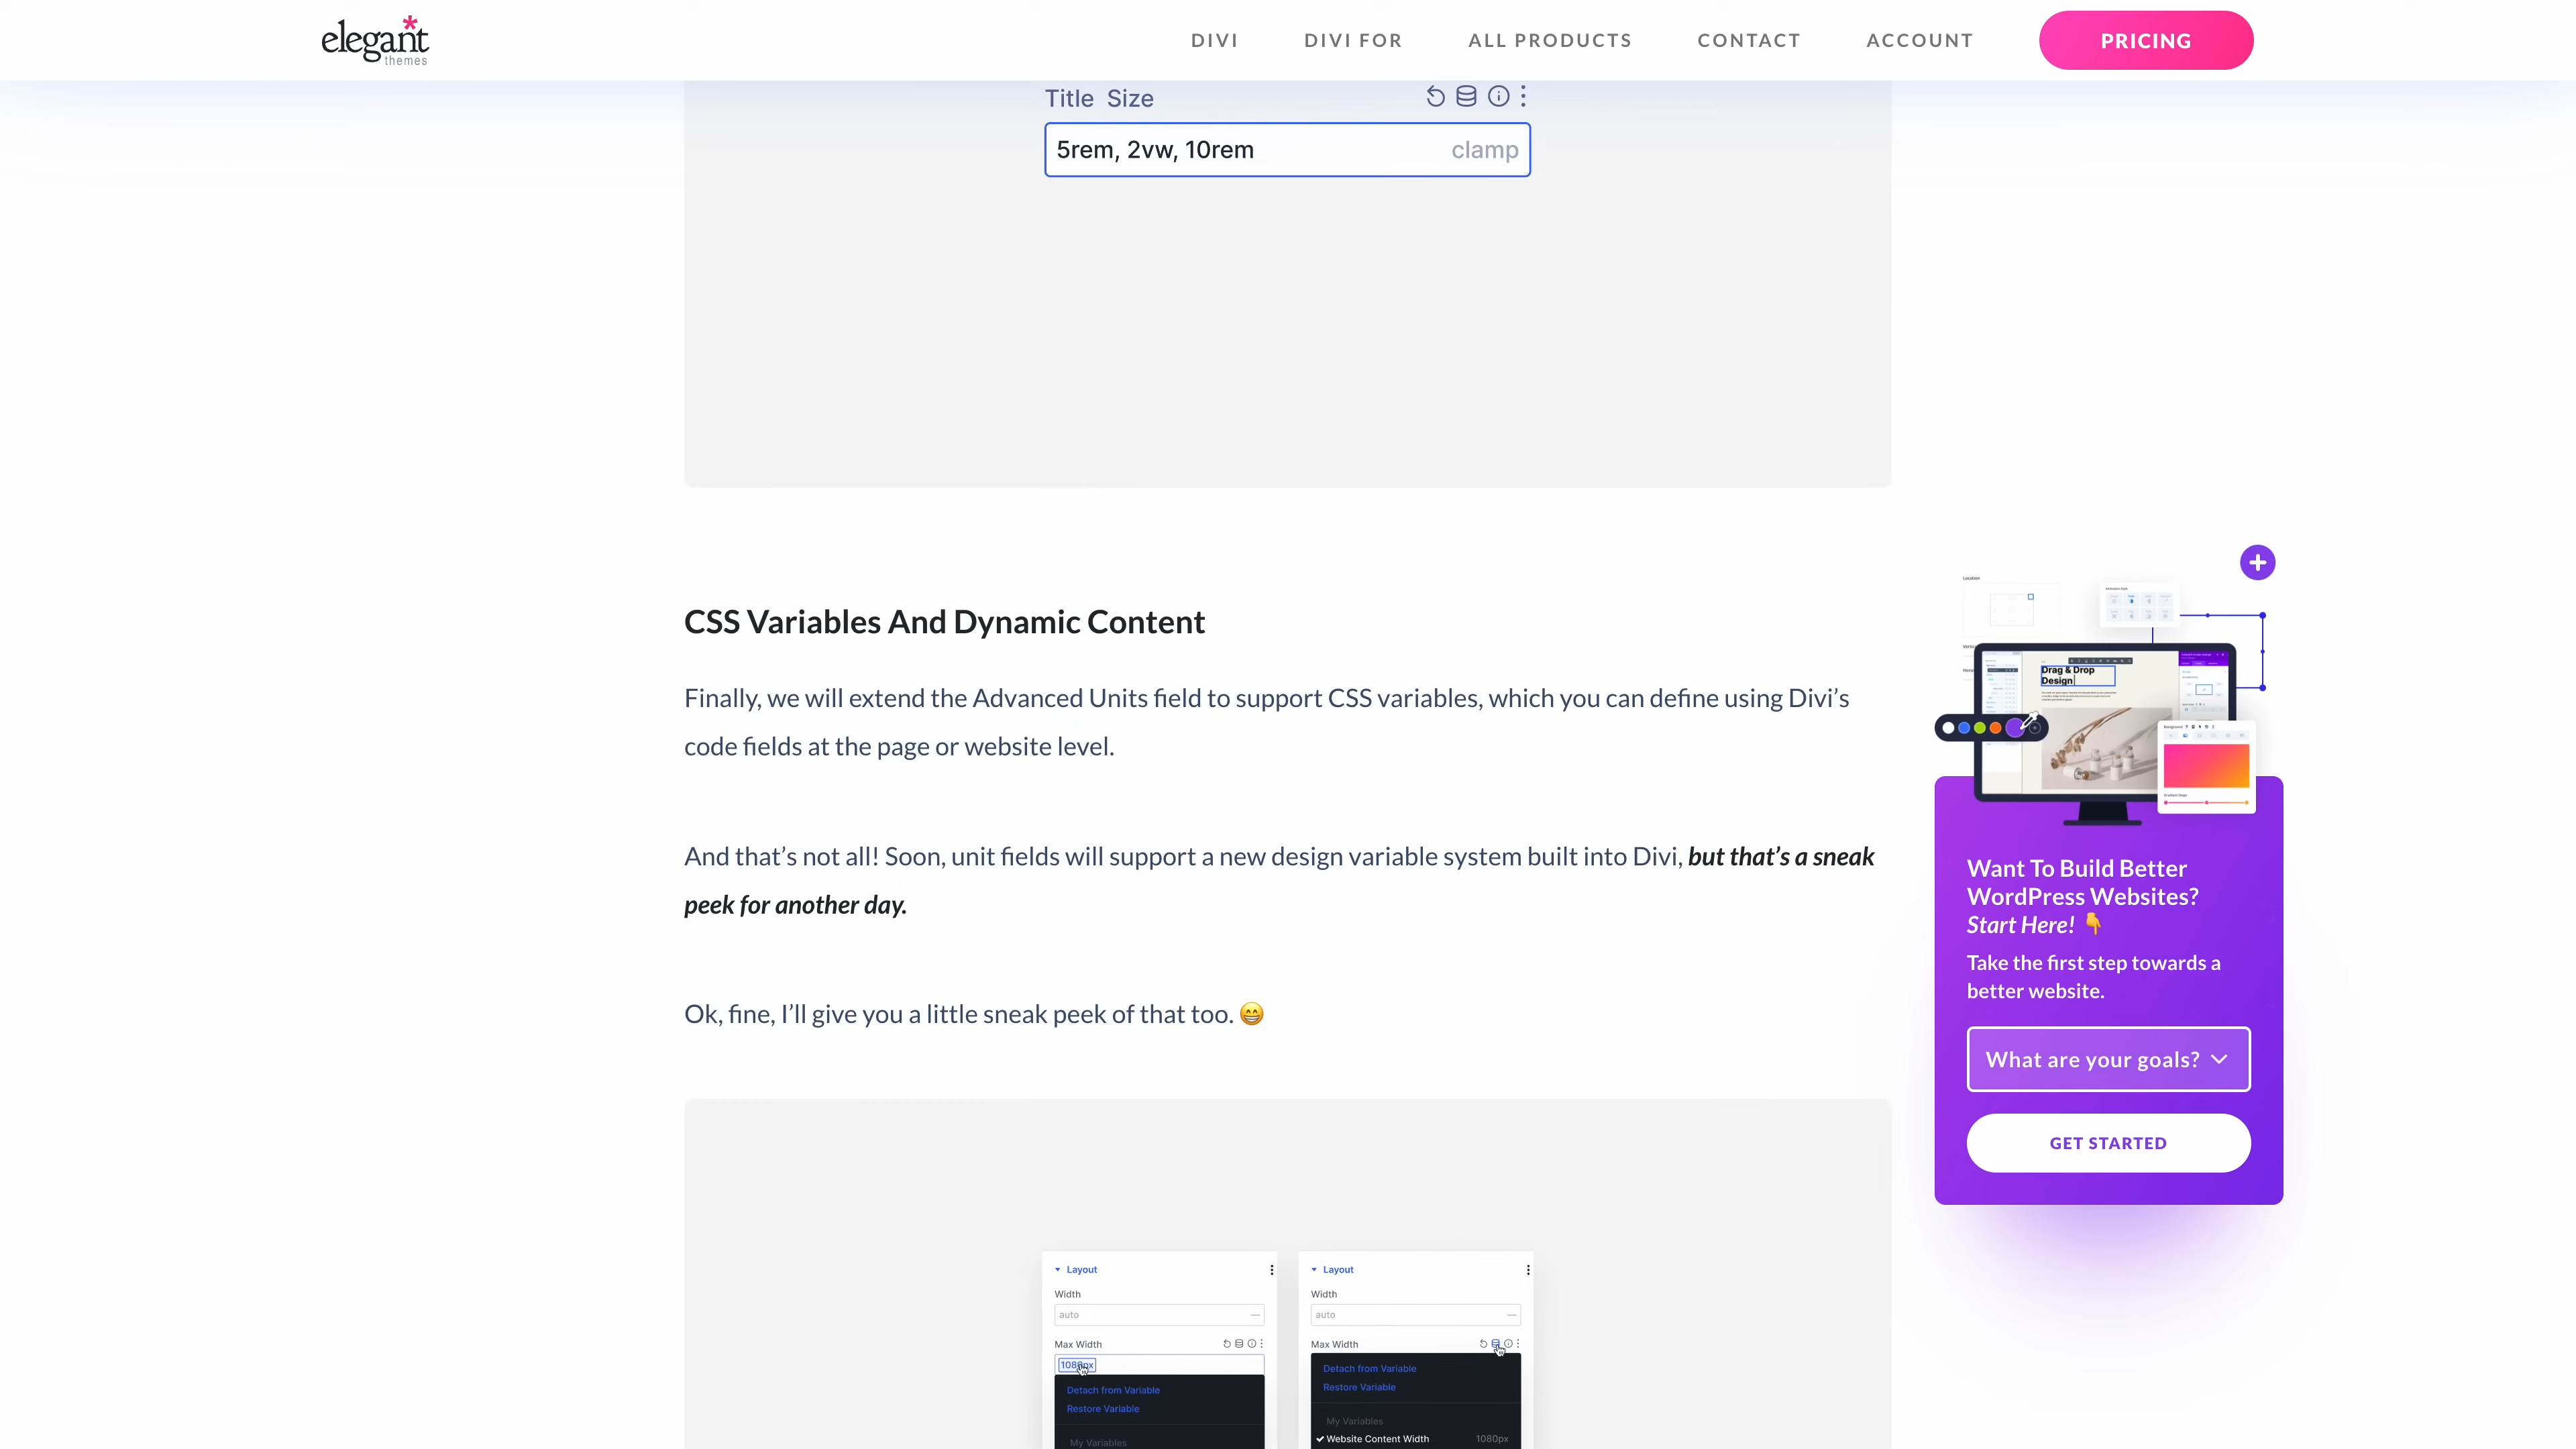 elegant
themes
DIVI
DIVI FOR
ALL PRODUCTS
CONTACT
ACCOUNT
PRICING
Title Size
5rem, 2vw, 10rem
clamp
CSS Variables And Dynamic Content
Finally, we will extend the Advanced Units field to support CSS variables, which you can define using Divi’s
code fields at the page or website level.
And that’s not all! Soon, unit fields will support a new design variable system built into Divi, but that’s a sneak
peek for another day.
Ok, fine, I’ll give you a little sneak peek of that too. 😁
Location
Drag & Drop
Design
Want To Build Better
WordPress Websites?
Start Here! 👇
Take the first step towards a
better website.
What are your goals?
GET STARTED
Layout
Width
auto
Max Width
Detach from Variable
Restore Variable
My Variables
Layout
Width
auto
Max Width
Detach from Variable
Restore Variable
My Variables
Website Content Width
1080px